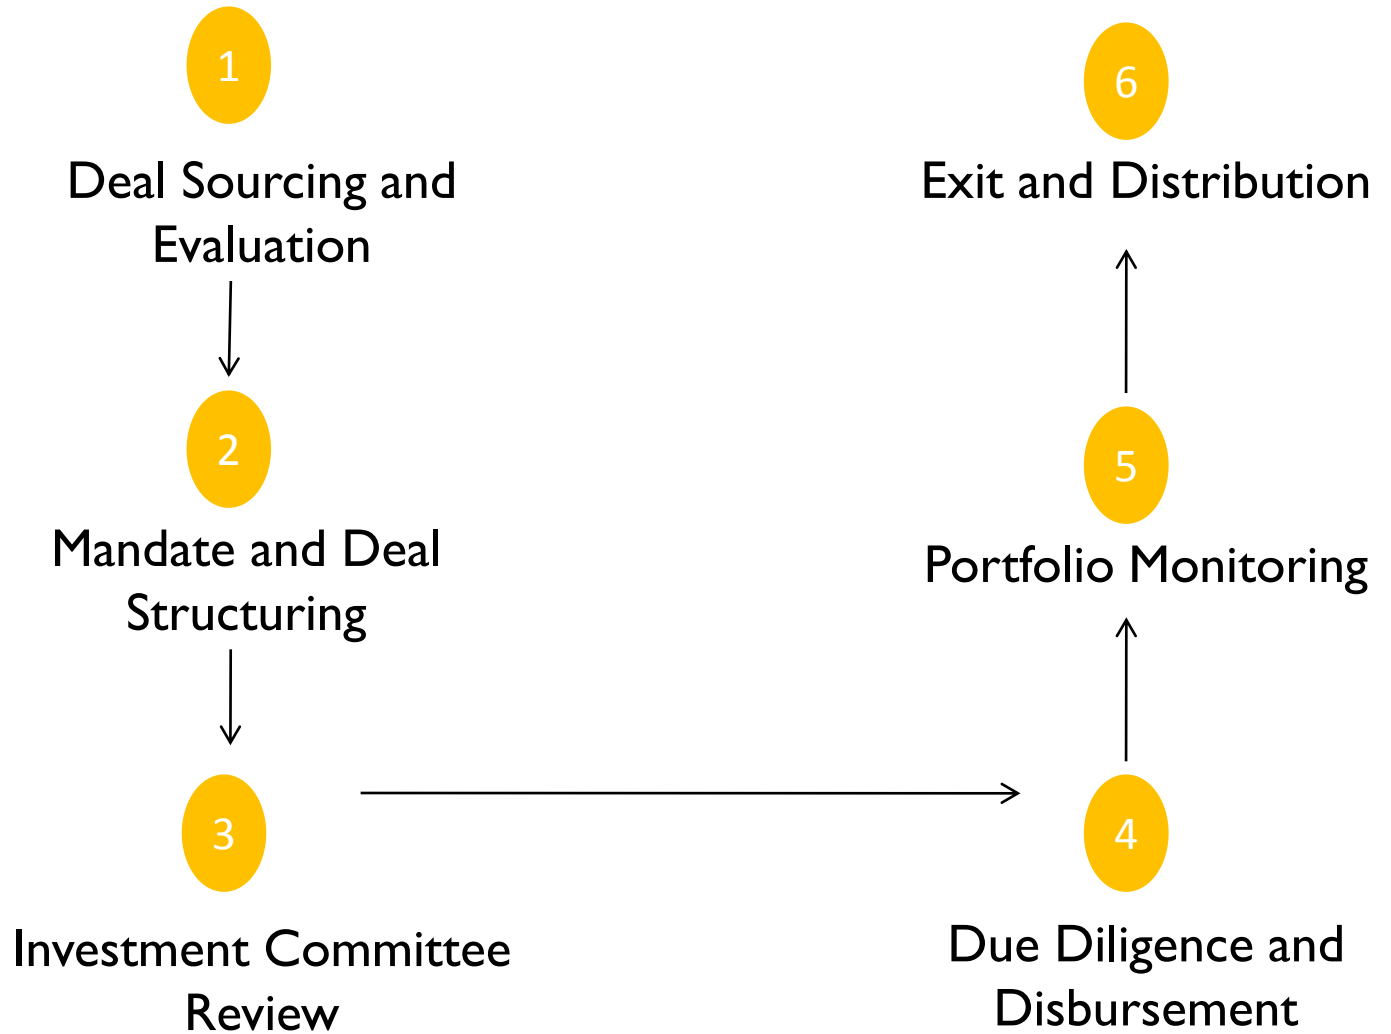 1
Deal Sourcing and
Evaluation
2
Mandate and Deal
Structuring
3
Investment Committee
Review
4
Due Diligence and
Disbursement
5
Portfolio Monitoring
6
Exit and Distribution